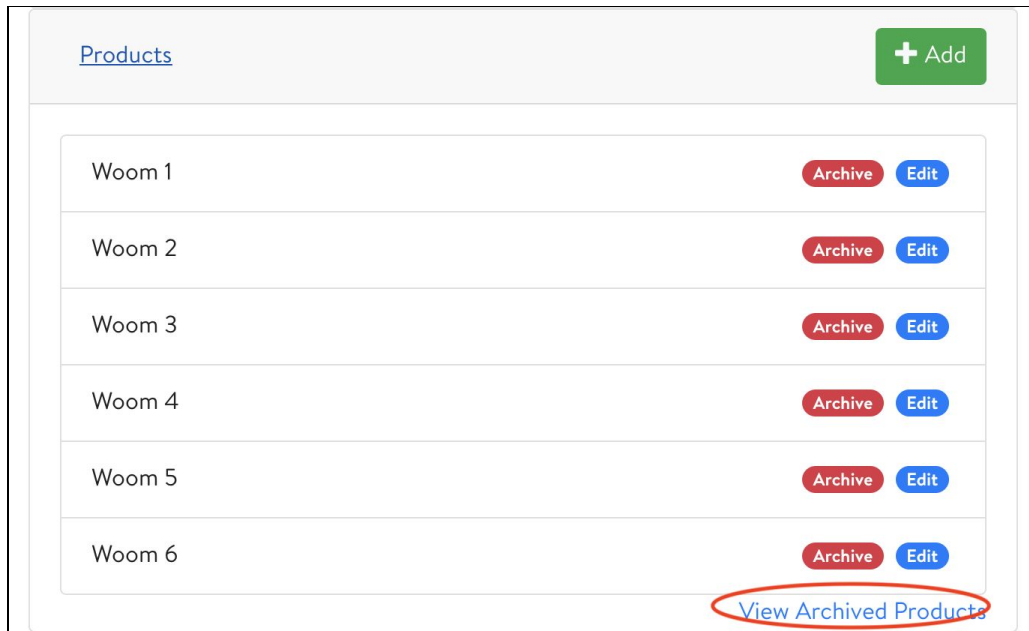 Products + Add
Woom 1 Archive Edit
Woom 2 Archive Edit
Woom 3 Archive Edit
Woom 4 Archive Edit
Woom 5 Archive Edit
Woom 6 Archive Edit
View Archived Products